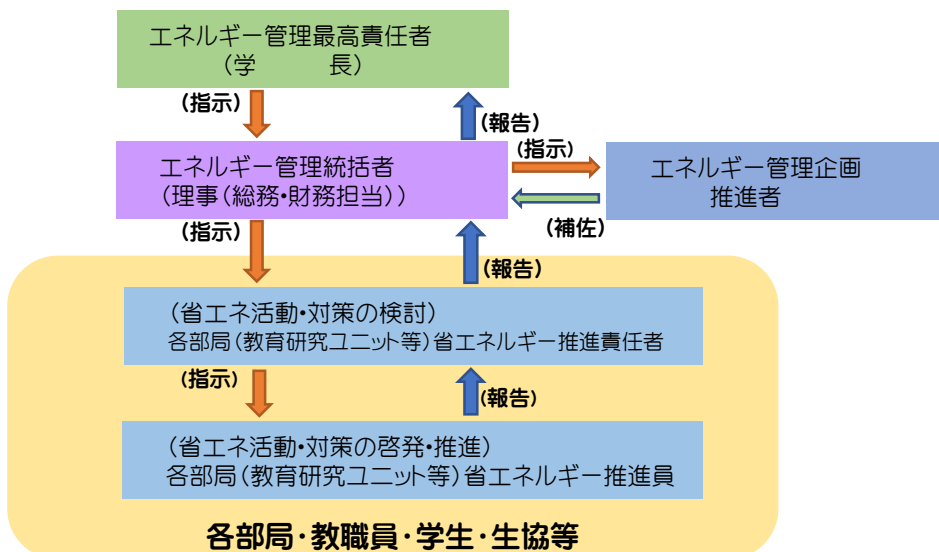 エネルギー管理最高責任者
(学　　　長)
(指示)
(報告)
エネルギー管理統括者
(理事(総務・財務担当))
(指示)
エネルギー管理企画
推進者
(補佐)
(指示)
(報告)
(省エネ活動・対策の検討)
各部局(教育研究ユニット等)省エネルギー推進責任者
(指示)
(報告)
(省エネ活動・対策の啓発・推進)
各部局(教育研究ユニット等)省エネルギー推進員
各部局・教職員・学生・生協等